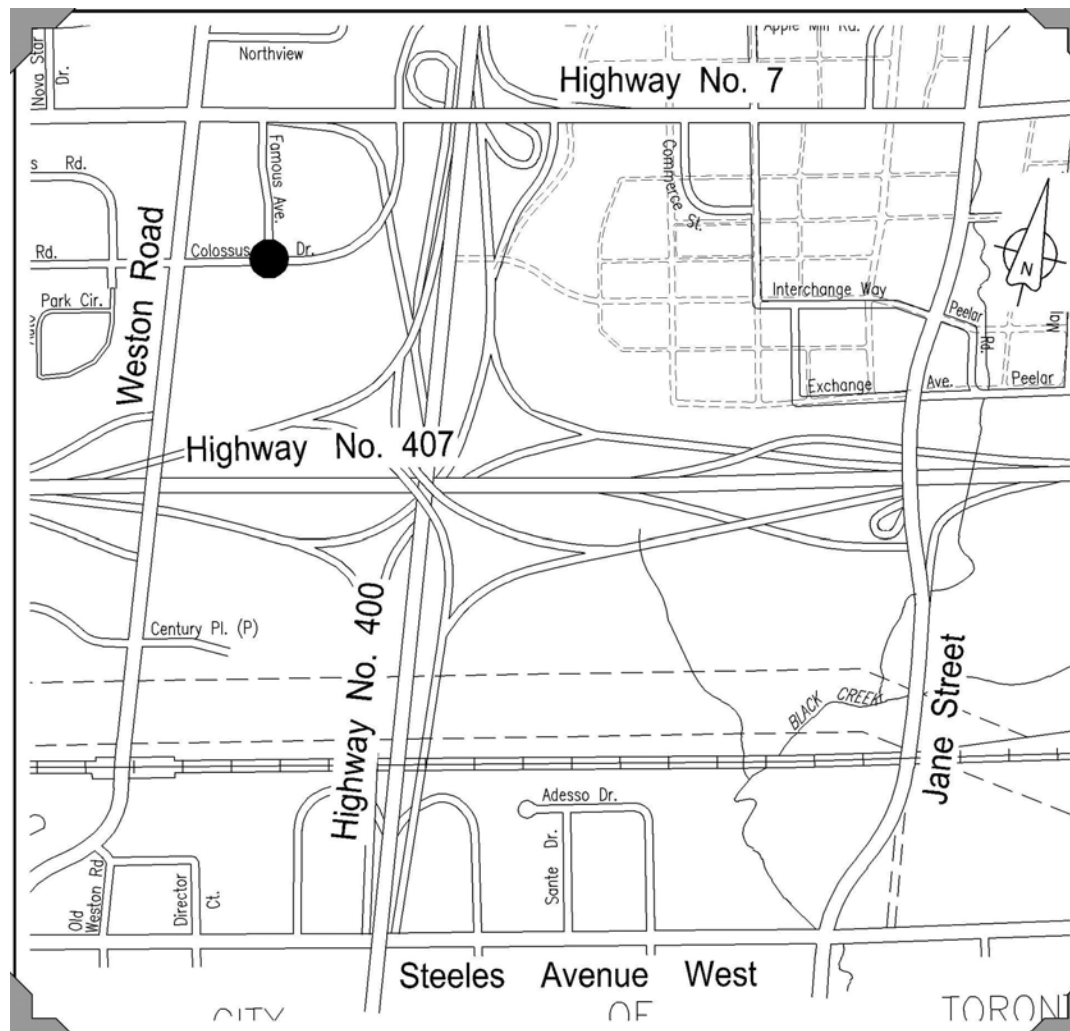 Nova Star
Dr.
Northview
Apple Mill Rd.
Highway No. 7
s Rd.
Famous Ave.
Commerce St.
Rd.
Colossus Dr.
Weston Road
Park Cir.
Interchange Way
Peelar
Rd.
N
Exchange Ave. Peelar
Highway No. 407
Highway No. 400
Century Pl. (P)
BLACK CREEK
Jane Street
Adesso Dr.
Sante Dr.
Old
Weston Rd.
Director
Ct.
Steeles Avenue West
CITY OF TORON